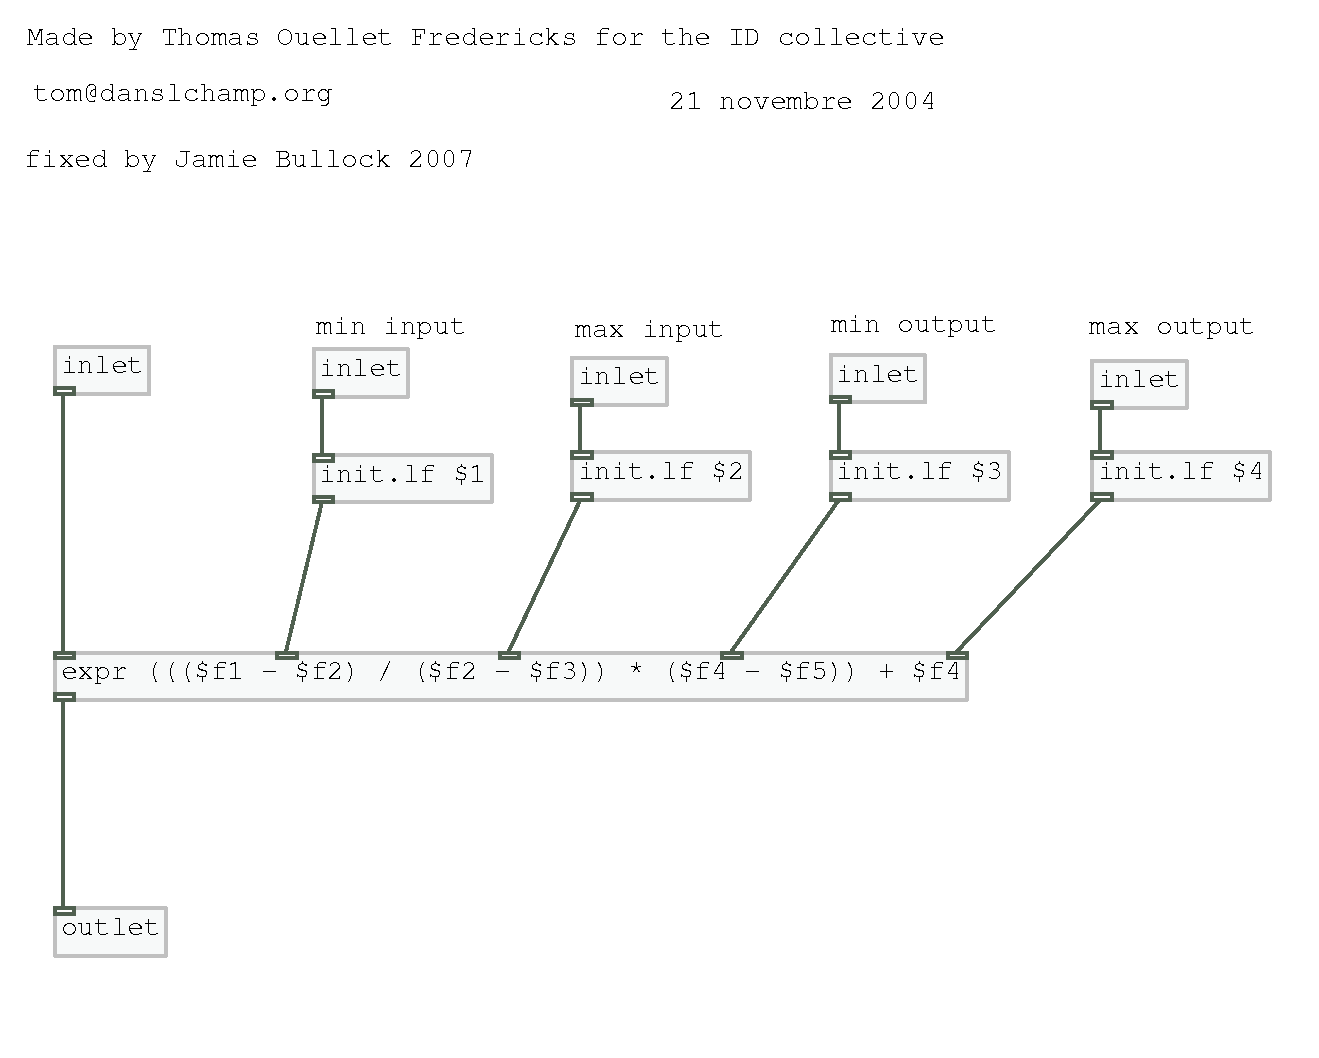 Made by Thomas Ouellet Fredericks for the ID collective
tom@danslchamp.org
21 novembre 2004
fixed by Jamie Bullock 2007
min input
max input
min output
max output
inlet
inlet
inlet
inlet
inlet
init.lf $1
init.lf $2
init.lf $3
init.lf $4
expr ((($f1 - $f2) / ($f2 - $f3)) * ($f4 - $f5)) + $f4
outlet